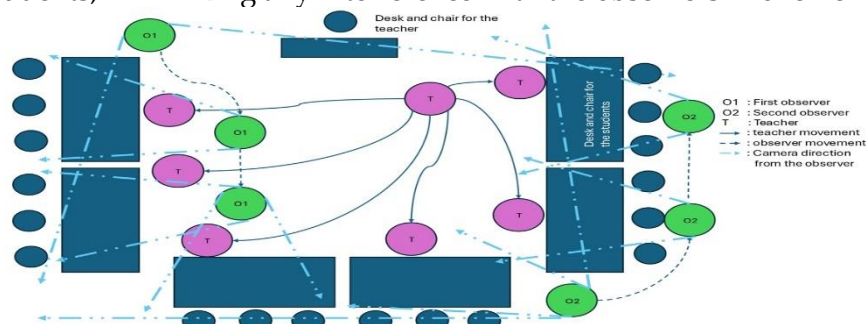 Desk and chair for the
teacher
O1
T
T
T
Desk and chair for
the students
O1
O2
T
O1
T
T
T
O2
O2
O1 : First observer
O2 : Second observer
T : Teacher
: teacher movement
: observer movement
: Camera direction
from the observer